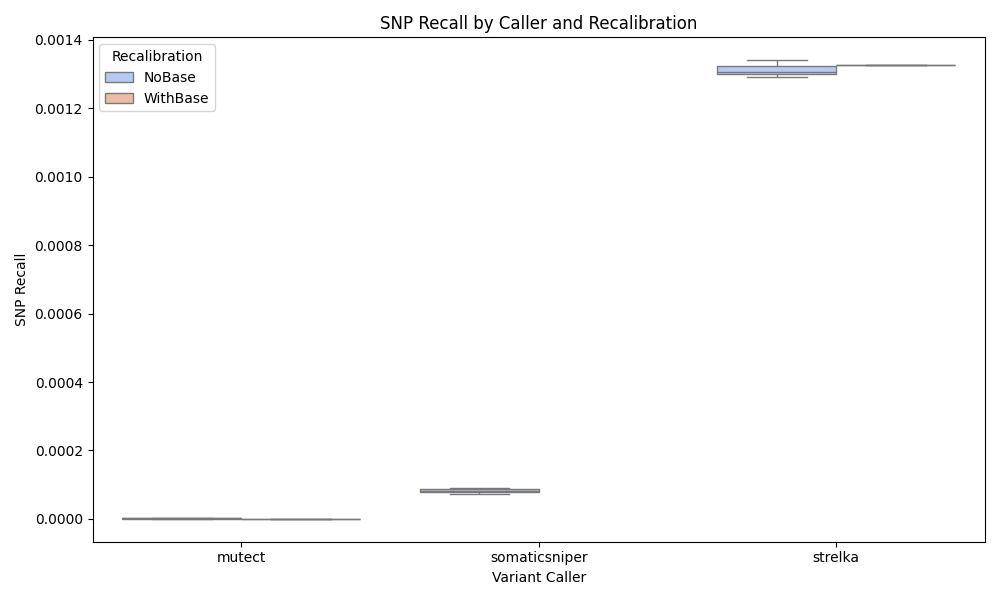 SNP Recall by Caller and Recalibration
Recalibration
NoBase
WithBase
0.0014
0.0012
0.0010
0.0008
0.0006
0.0004
0.0002
0.0000
SNP Recall
mutect
somaticsniper
strelka
Variant Caller